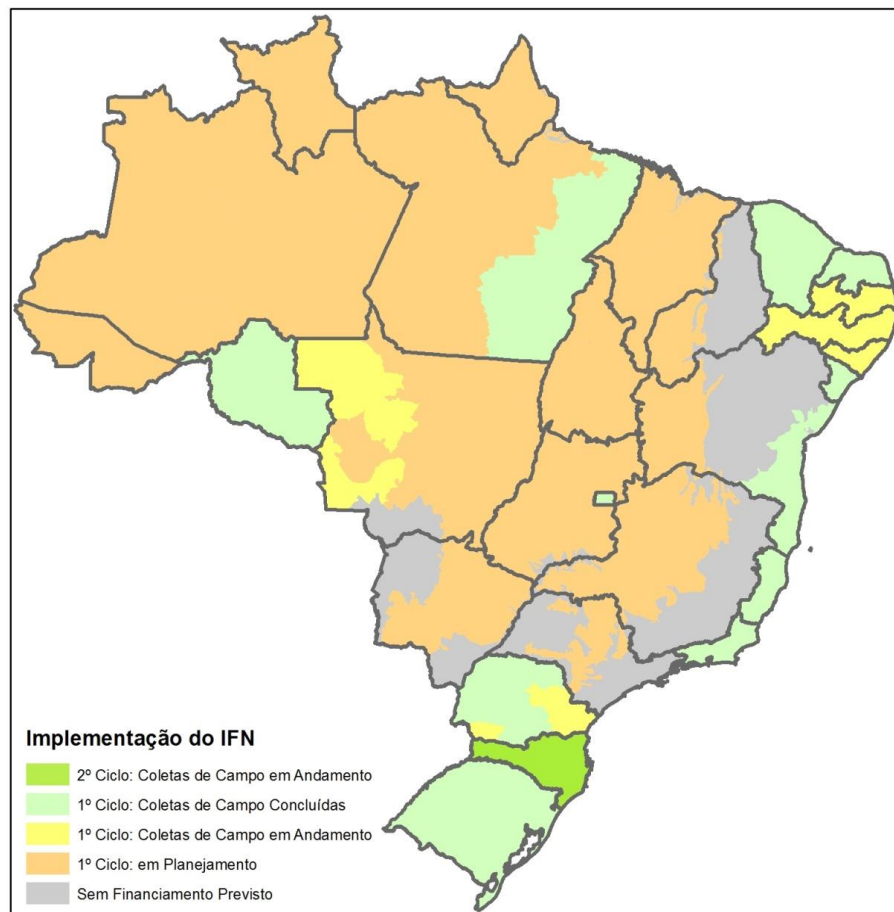 Implementação do IFN
2º Ciclo: Coletas de Campo em Andamento
1º Ciclo: Coletas de Campo Concluídas
1º Ciclo: Coletas de Campo em Andamento
1º Ciclo: em Planejamento
Sem Financiamento Previsto